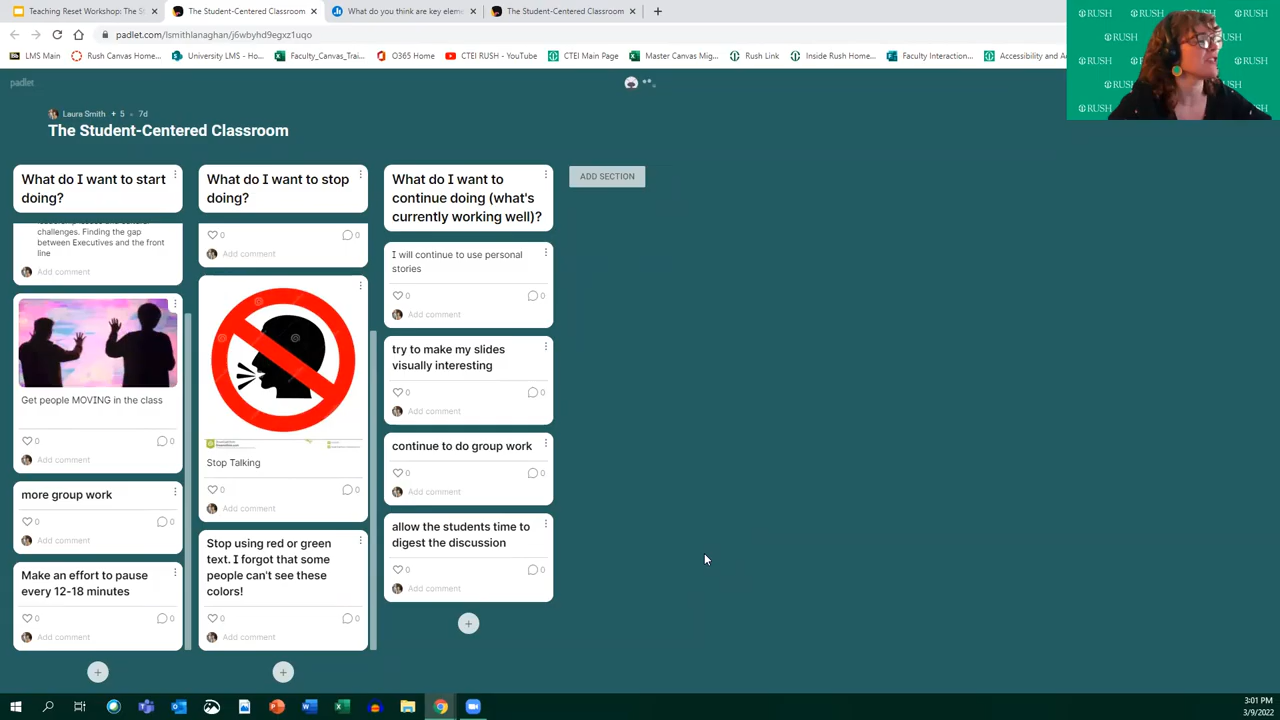 Teaching Reset Workshop: The S
The Student-Centered Classroom
What do you think are key eleme
The Student-Centered Classroom
padlet.com/lsmithlanaghan/j6wbyhd9egxz1uqo
LMS Main
Rush Canvas Home...
University LMS - Ho...
Faculty_Canvas_Trai...
O365 Home
CTEI RUSH - YouTube
CTEI Main Page
Master Canvas Mig...
Rush Link
Inside Rush Home...
Faculty Interaction...
Accessibility and A
RUSH
RUSH
RUSH
RUSH
RUSH
padlet
Laura Smith + 5 • 7d
The Student-Centered Classroom
What do I want to start
doing?
challenges. Finding the gap
between Executives and the front
line
Add comment
Get people MOVING in the class
0
0
Add comment
more group work
0
0
Add comment
Make an effort to pause
every 12-18 minutes
0
0
Add comment
What do I want to stop
doing?
0
0
Add comment
Stop Talking
0
0
Add comment
Stop using red or green
text. I forgot that some
people can't see these
colors!
0
0
Add comment
What do I want to
continue doing (what's
currently working well)?
I will continue to use personal
stories
0
0
Add comment
try to make my slides
visually interesting
0
0
Add comment
continue to do group work
0
0
Add comment
allow the students time to
digest the discussion
0
0
Add comment
ADD SECTION
3:01 PM
3/9/2022